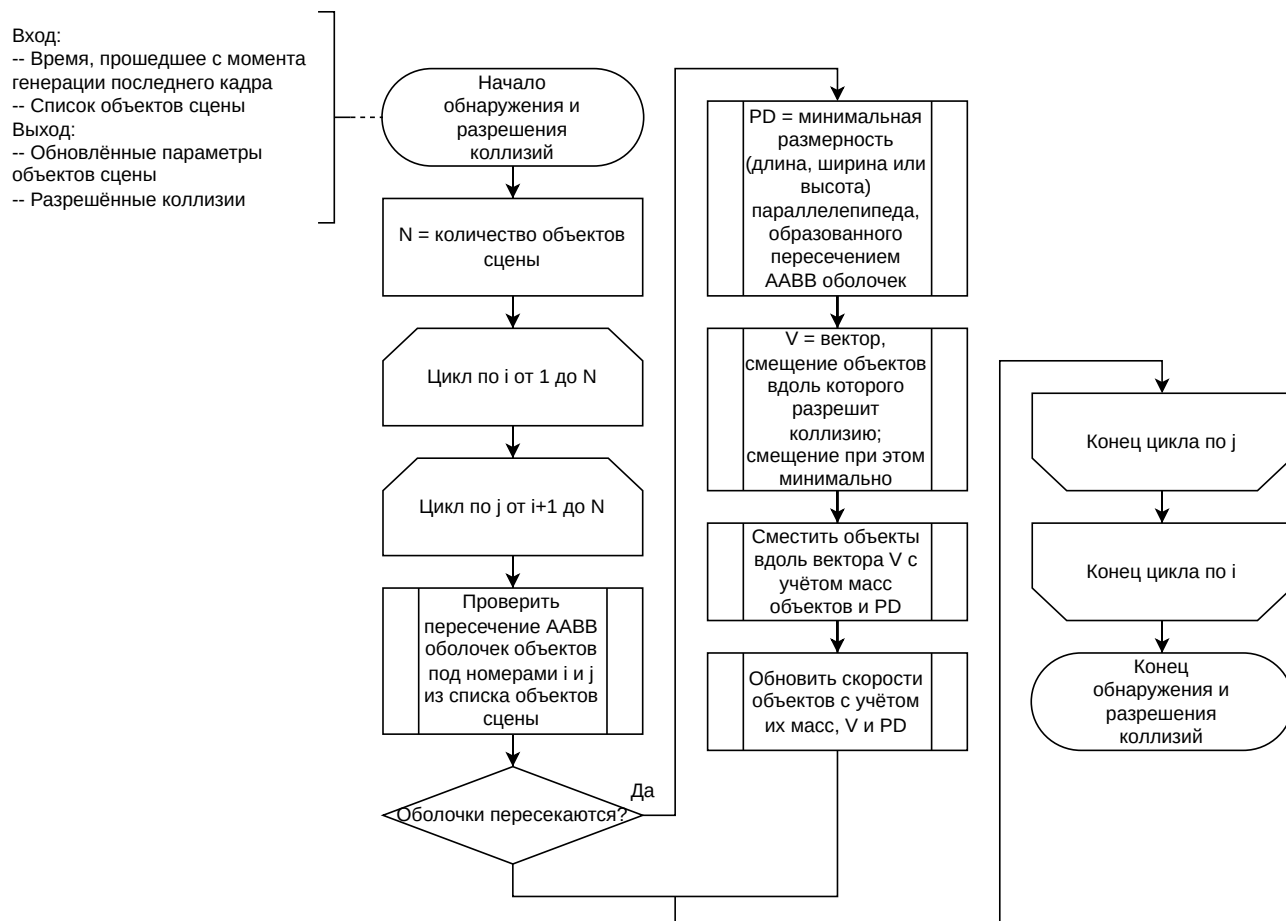 Вход:
-- Время, прошедшее с момента
генерации последнего кадра
-- Список объектов сцены
Выход:
-- Обновлённые параметры
объектов сцены
-- Разрешённые коллизии
Начало
обнаружения и
разрешения
коллизий
N = количество объектов
сцены
Цикл по i от 1 до N
Цикл по j от i+1 до N
Проверить
пересечение AABB
оболочек объектов
под номерами i и j
из списка объектов
сцены
Оболочки пересекаются?
Да
PD = минимальная
размерность
(длина, ширина или
высота)
параллелепипеда,
образованного
пересечением
AABB оболочек
V = вектор,
смещение объектов
вдоль которого
разрешит
коллизию;
смещение при этом
минимально
Сместить объекты
вдоль вектора V с
учётом масс
объектов и PD
Обновить скорости
объектов с учётом
их масс, V и PD
Конец цикла по j
Конец цикла по i
Конец
обнаружения и
разрешения
коллизий